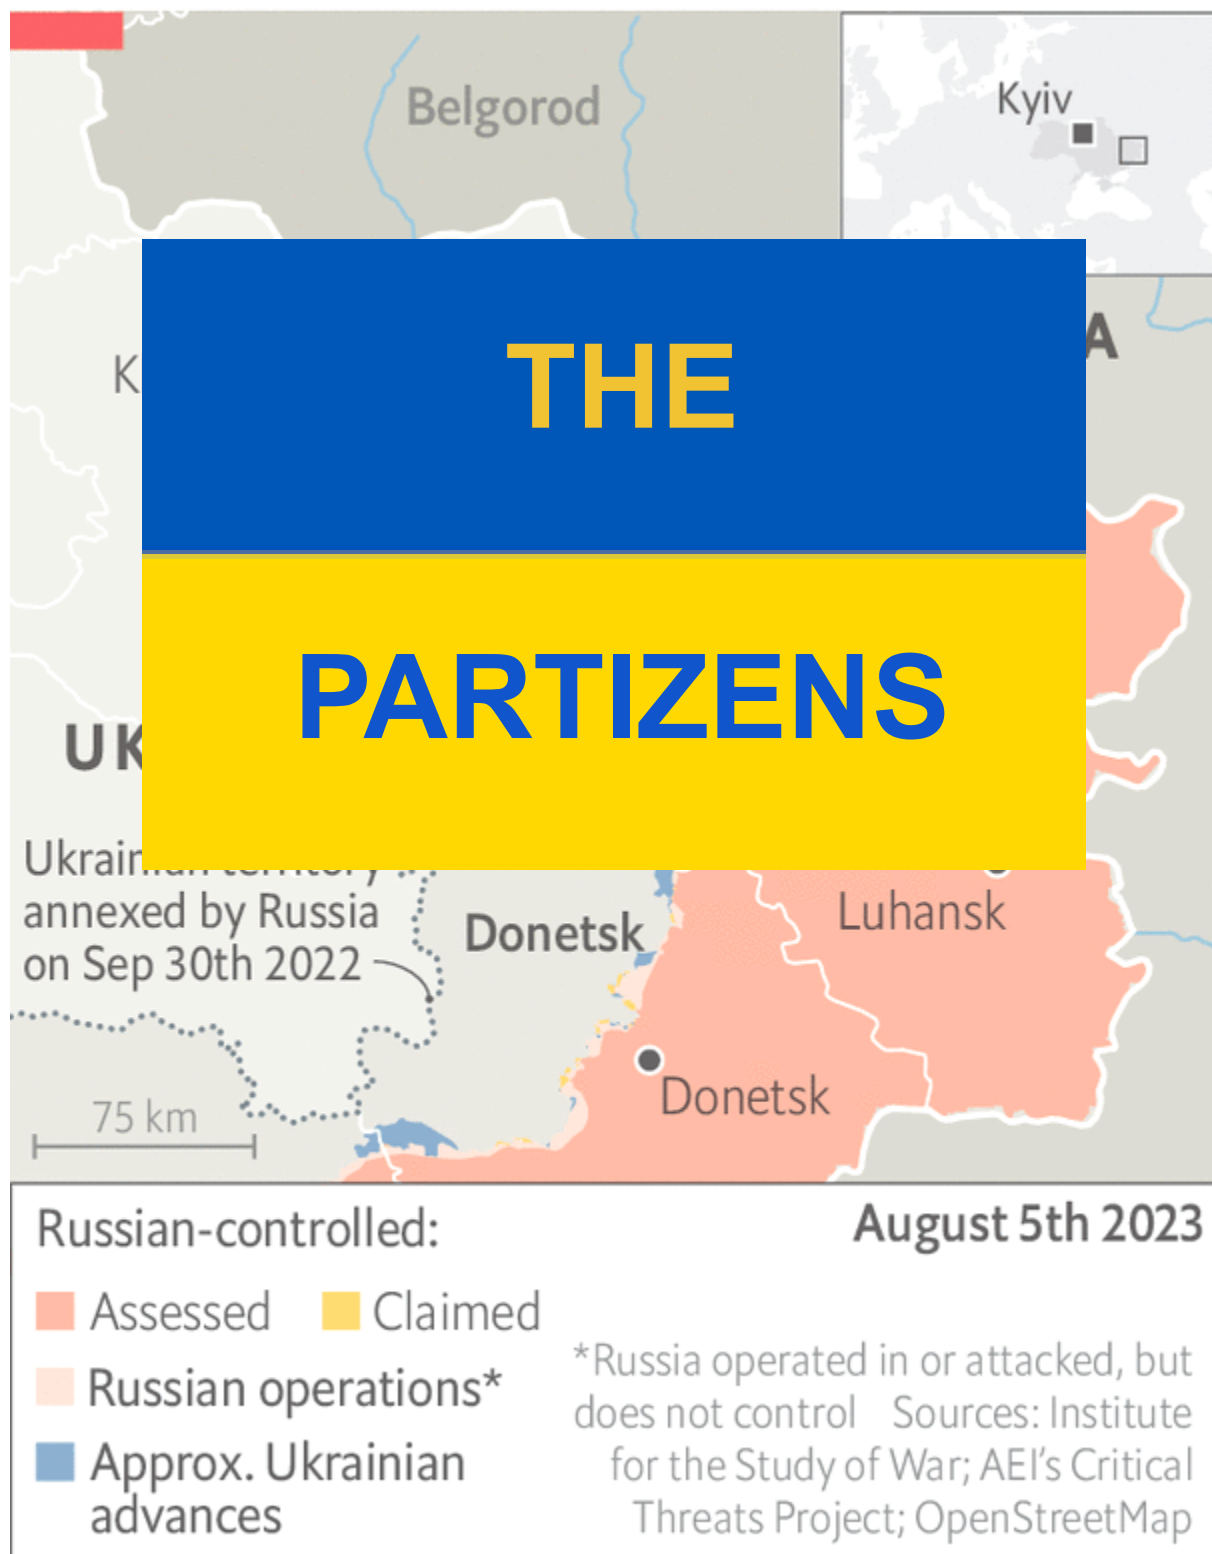 Belgorod
Kyiv
A
K
THE
PARTIZENS
UK
annexed by Russia
on Sep 30th 2022
Donetsk
Luhansk
Donetsk
75 km
Russian-controlled:
August 5th 2023
Assessed
Claimed
Russian operations*
Approx. Ukrainian
advances
*Russia operated in or attacked, but
does not control Sources: Institute
for the Study of War; AEI's Critical
Threats Project; OpenStreetMap